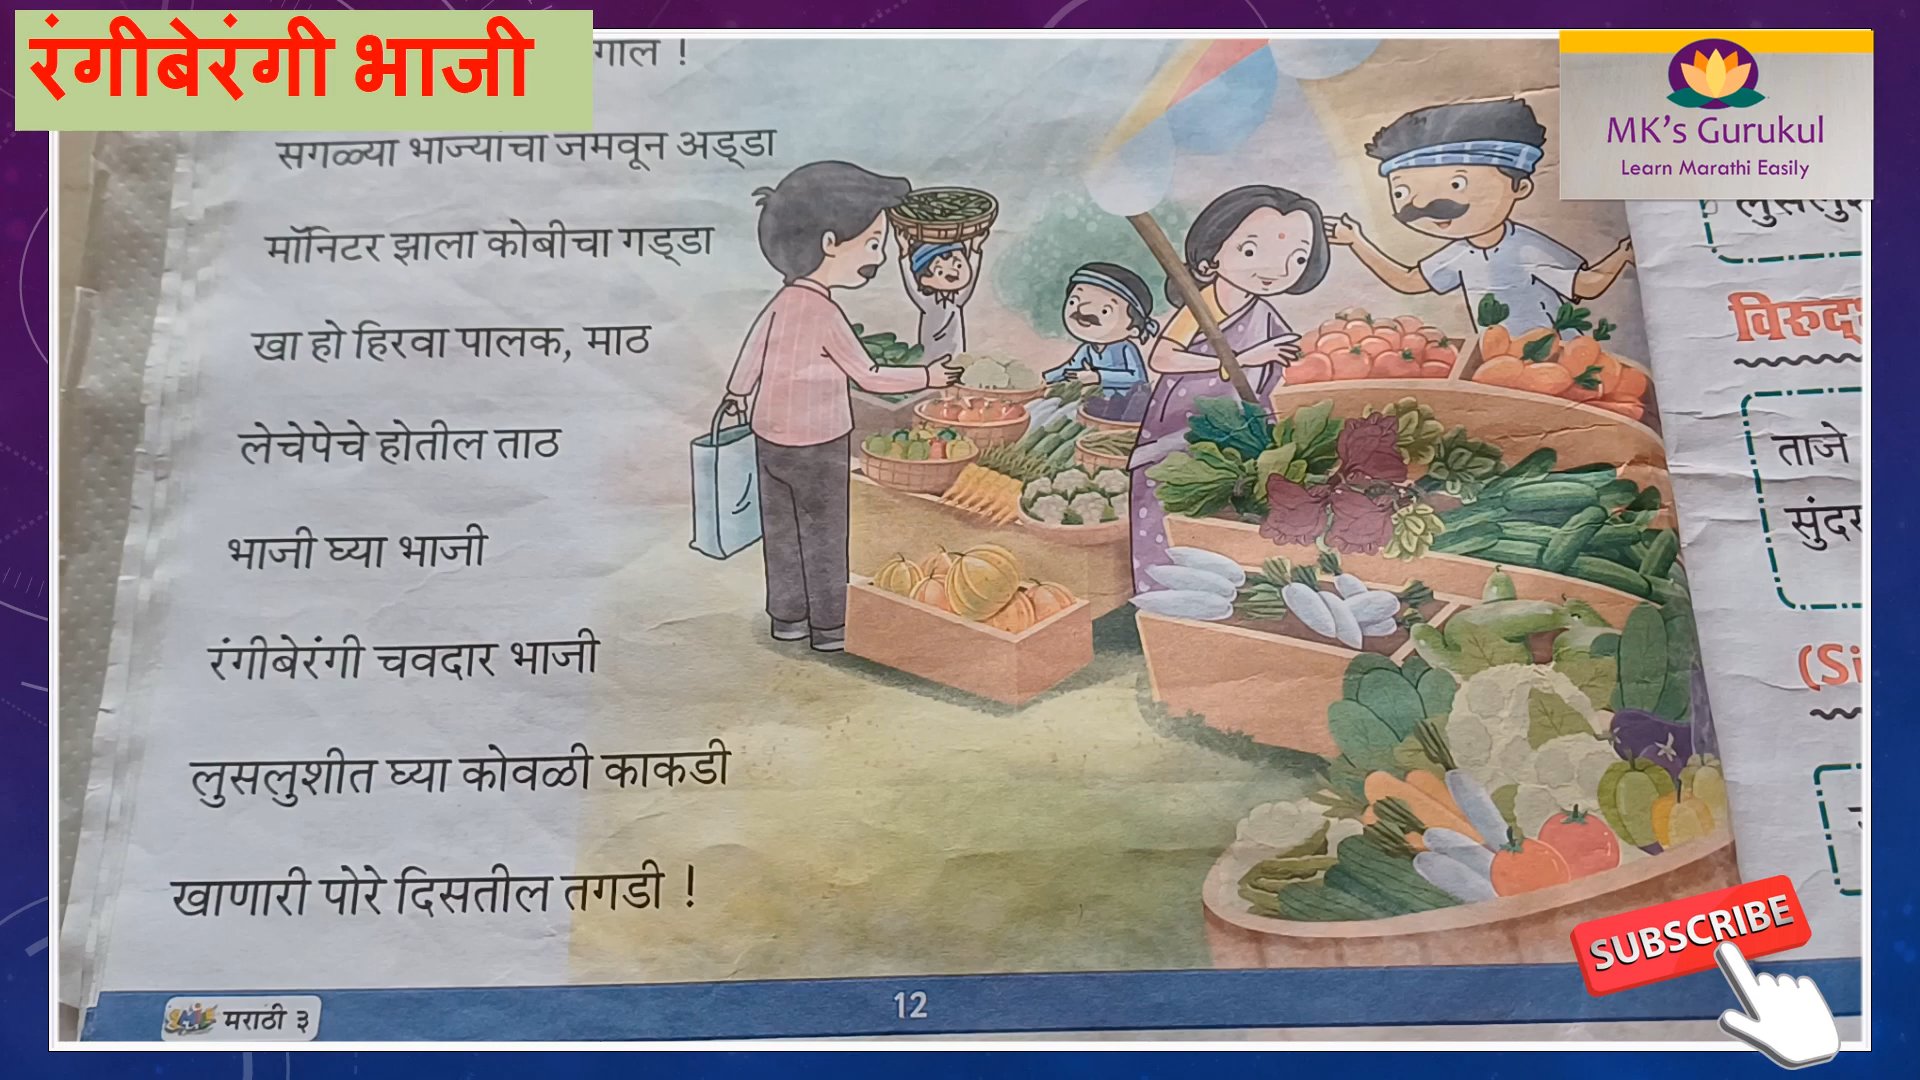 रंगीबेरंगी भाजी
गाल !
MK's Gurukul
Learn Marathi Easily
सगळ्या भाज्यांचा जमवून अड्डा
मॉनिटर झाला कोबीचा गड्डा
खा हो हिरवा पालक, माठ
लेचेपेचे होतील ताठ
भाजी घ्या भाजी
रंगीबेरंगी चवदार भाजी
लुसलुशीत घ्या कोवळी काकडी
खाणारी पोरे दिसतील तगडी !
ताजे
(Si
SUBSCRIBE
मराठी ३
12